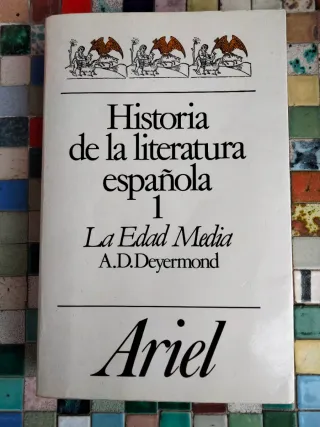 Historia
de la literatura
española
1
La Edad Media
A.D.Deyermond
Ariel